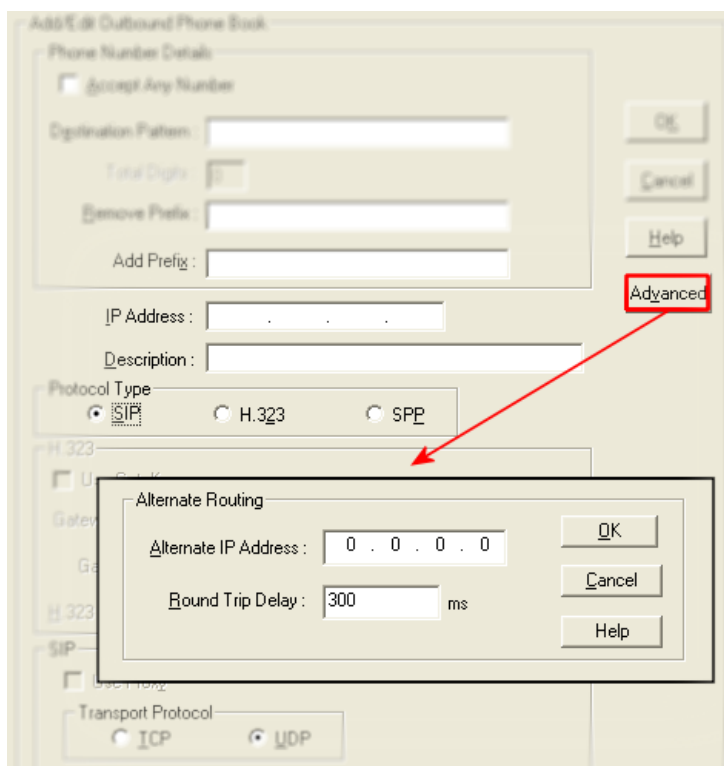 Add/Edit Outbound Phone Book
Phone Number Details
Accept Any Number
Destination Pattern :
OK
Total Digits
0
Cancel
Remove Prefix :
Help
Add Prefix :
Advanced
IP Address : . . .
Description :
Protocol Type
SIP H.323 SPP
H.323
Alternate Routing
Alternate IP Address : 0 . 0 . 0 . 0
OK
Round Trip Delay : 300 ms
Cancel
Help
H.323
SIP
Transport Protocol
TCP UDP